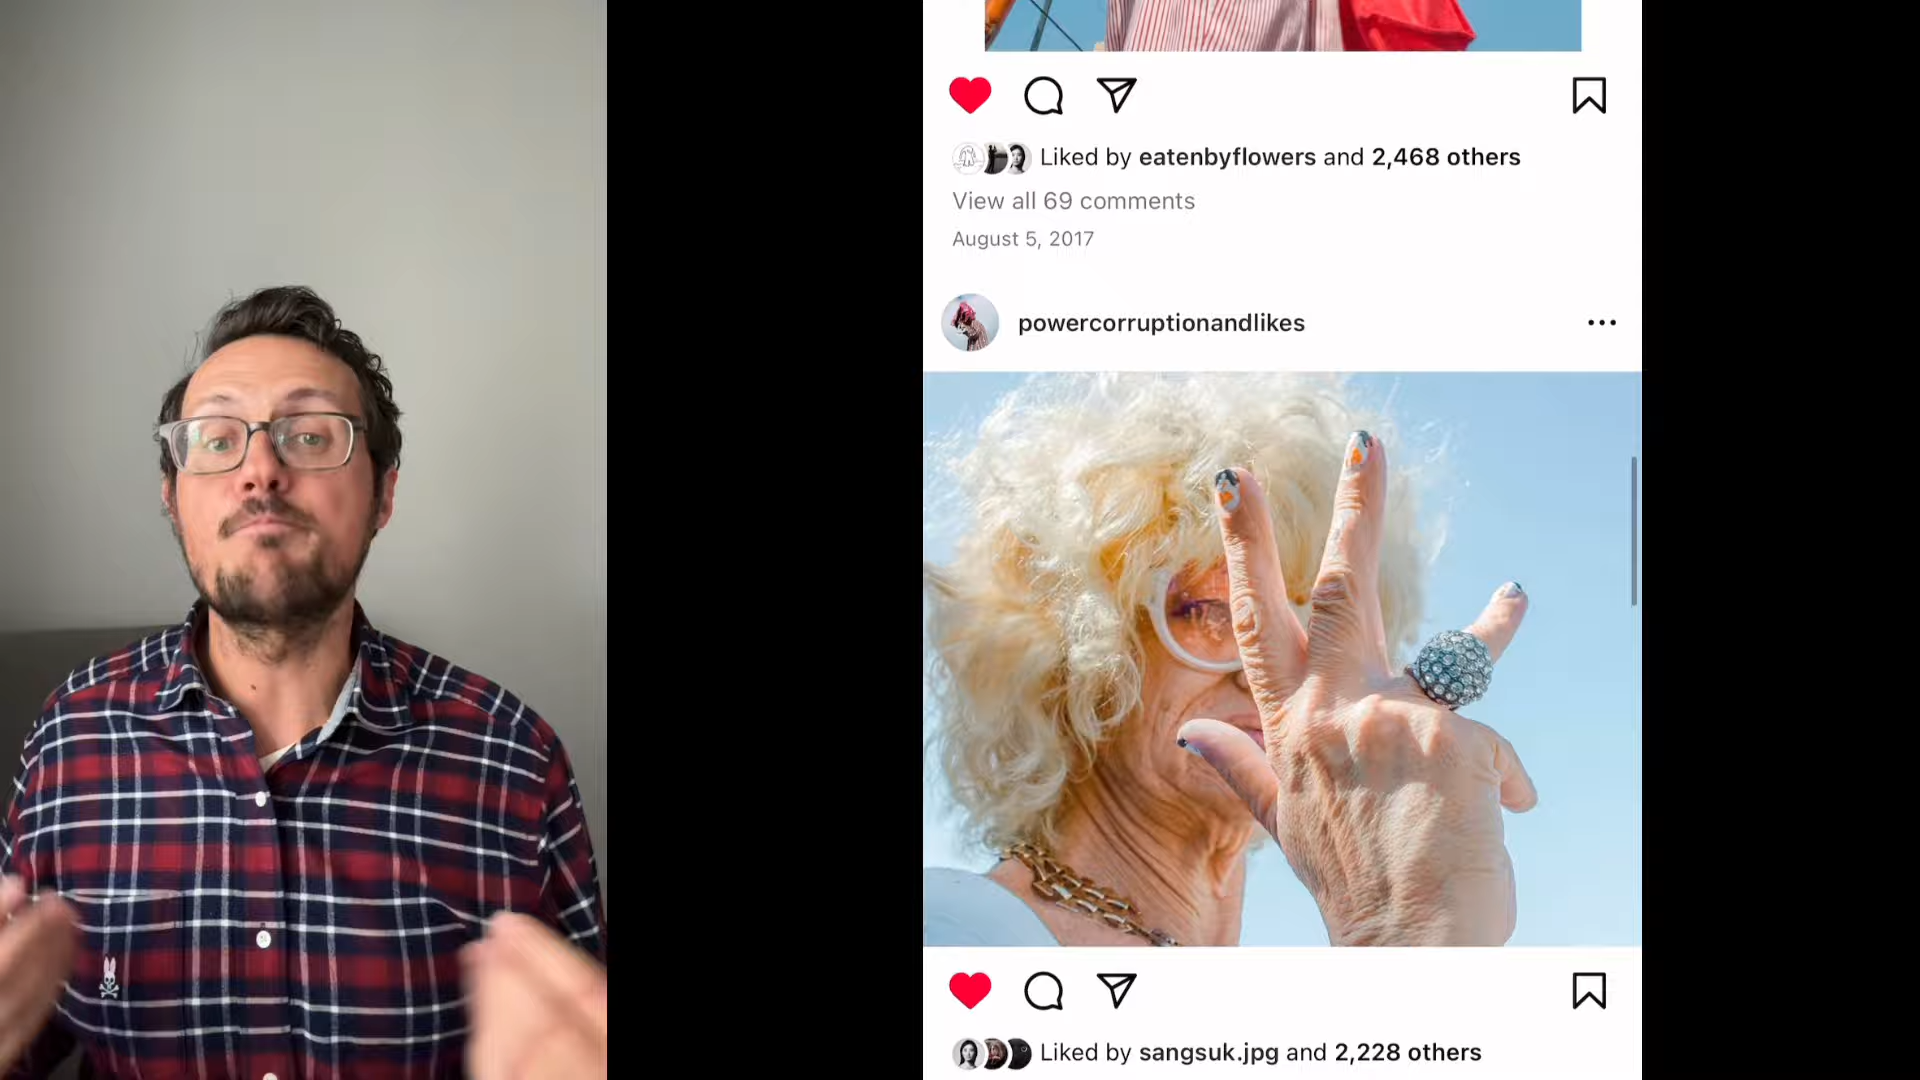 Liked by eatenbyflowers and 2,468 others
View all 69 comments
August 5, 2017
powercorruptionandlikes
Liked by sangsuk.jpg and 2,228 others